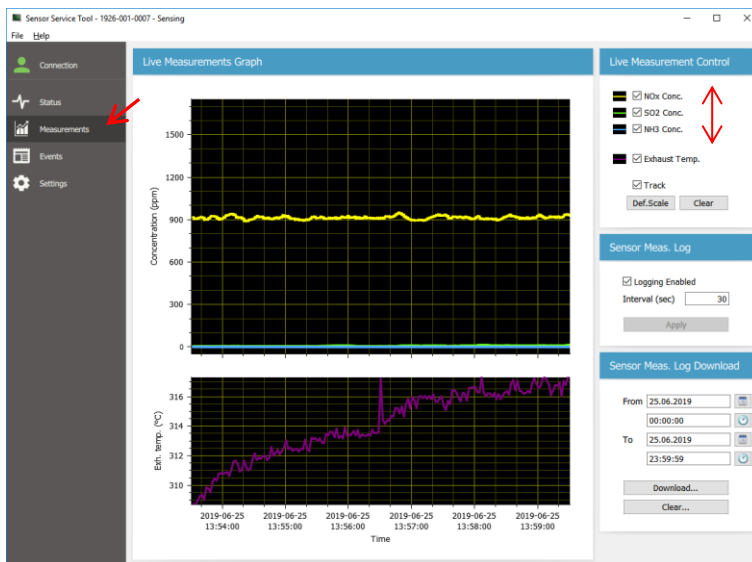 Sensor Service Tool - 1926-001-0007 - Sensing
File Help
Connection
Status
Measurements
Events
Settings
Live Measurements Graph
Concentration (ppm)
1500
1200
900
600
300
0
Exh. temp. (°C)
316
314
312
310
2019-06-25 2019-06-25 2019-06-25 2019-06-25 2019-06-25 2019-06-25
13:54:00 13:55:00 13:56:00 13:57:00 13:58:00 13:59:00
Time
Live Measurement Control
NOx Conc.
SO2 Conc.
NH3 Conc.
Exhaust Temp.
Track
Def.Scale Clear
Sensor Meas. Log
Logging Enabled
Interval (sec) 30
Apply
Sensor Meas. Log Download
From 25.06.2019
00:00:00
To 25.06.2019
23:59:59
Download...
Clear...